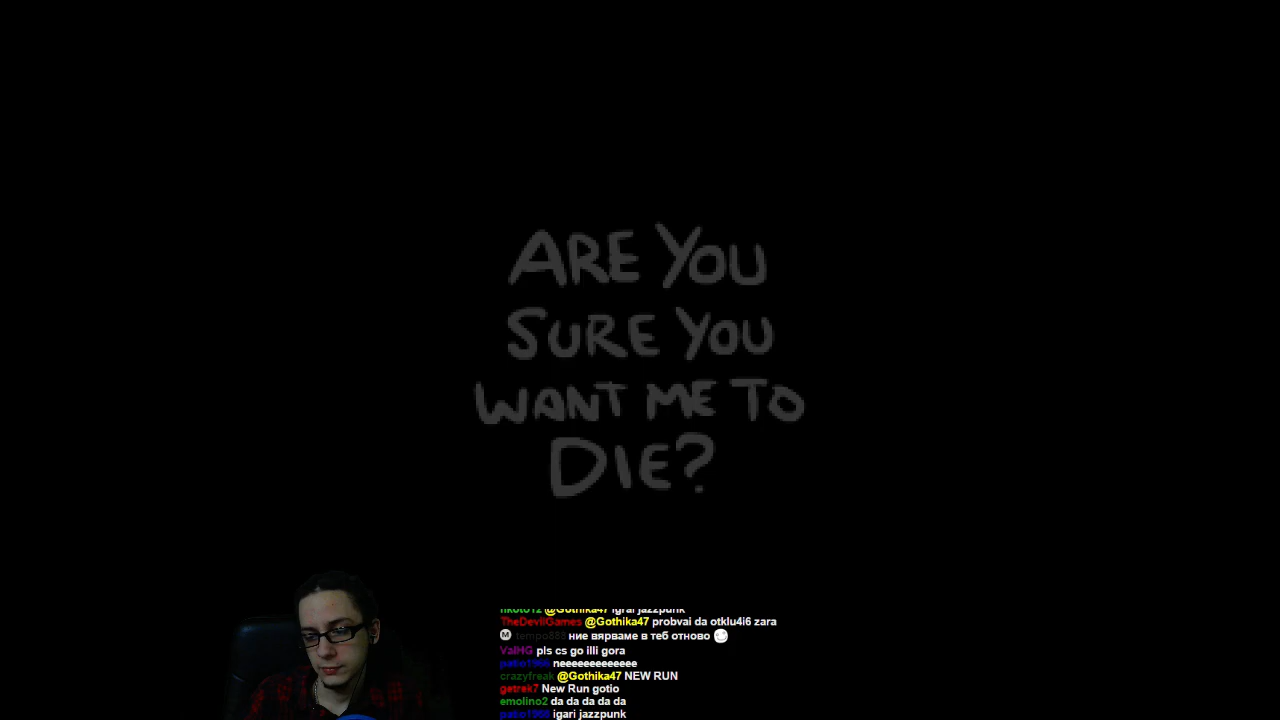 ARE YOU
SURE YOU
WANT ME TO
DIE?
@Gothika47 igrai jazzpunk
TheDevilGames @Gothika47 probvai da otklu4i6 zara
M tempo888 ние вярваме в теб отново
ValHG pls cs go illi gora
neeeeeeeeeeeee
crazyfreak @Gothika47 NEW RUN
getrek7 New Run gotio
emolino2 da da da da da
igari jazzpunk